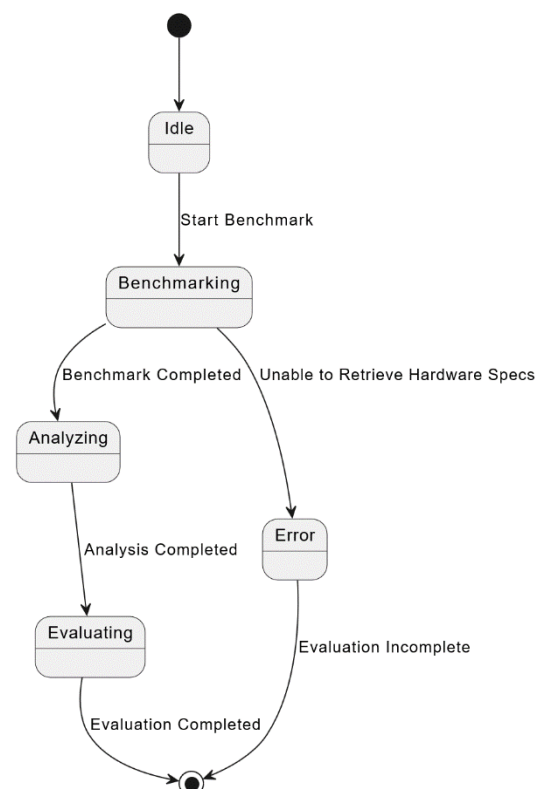 Idle
Start Benchmark
Benchmarking
Benchmark Completed
Unable to Retrieve Hardware Specs
Analyzing
Error
Analysis Completed
Evaluating
Evaluation Incomplete
Evaluation Completed